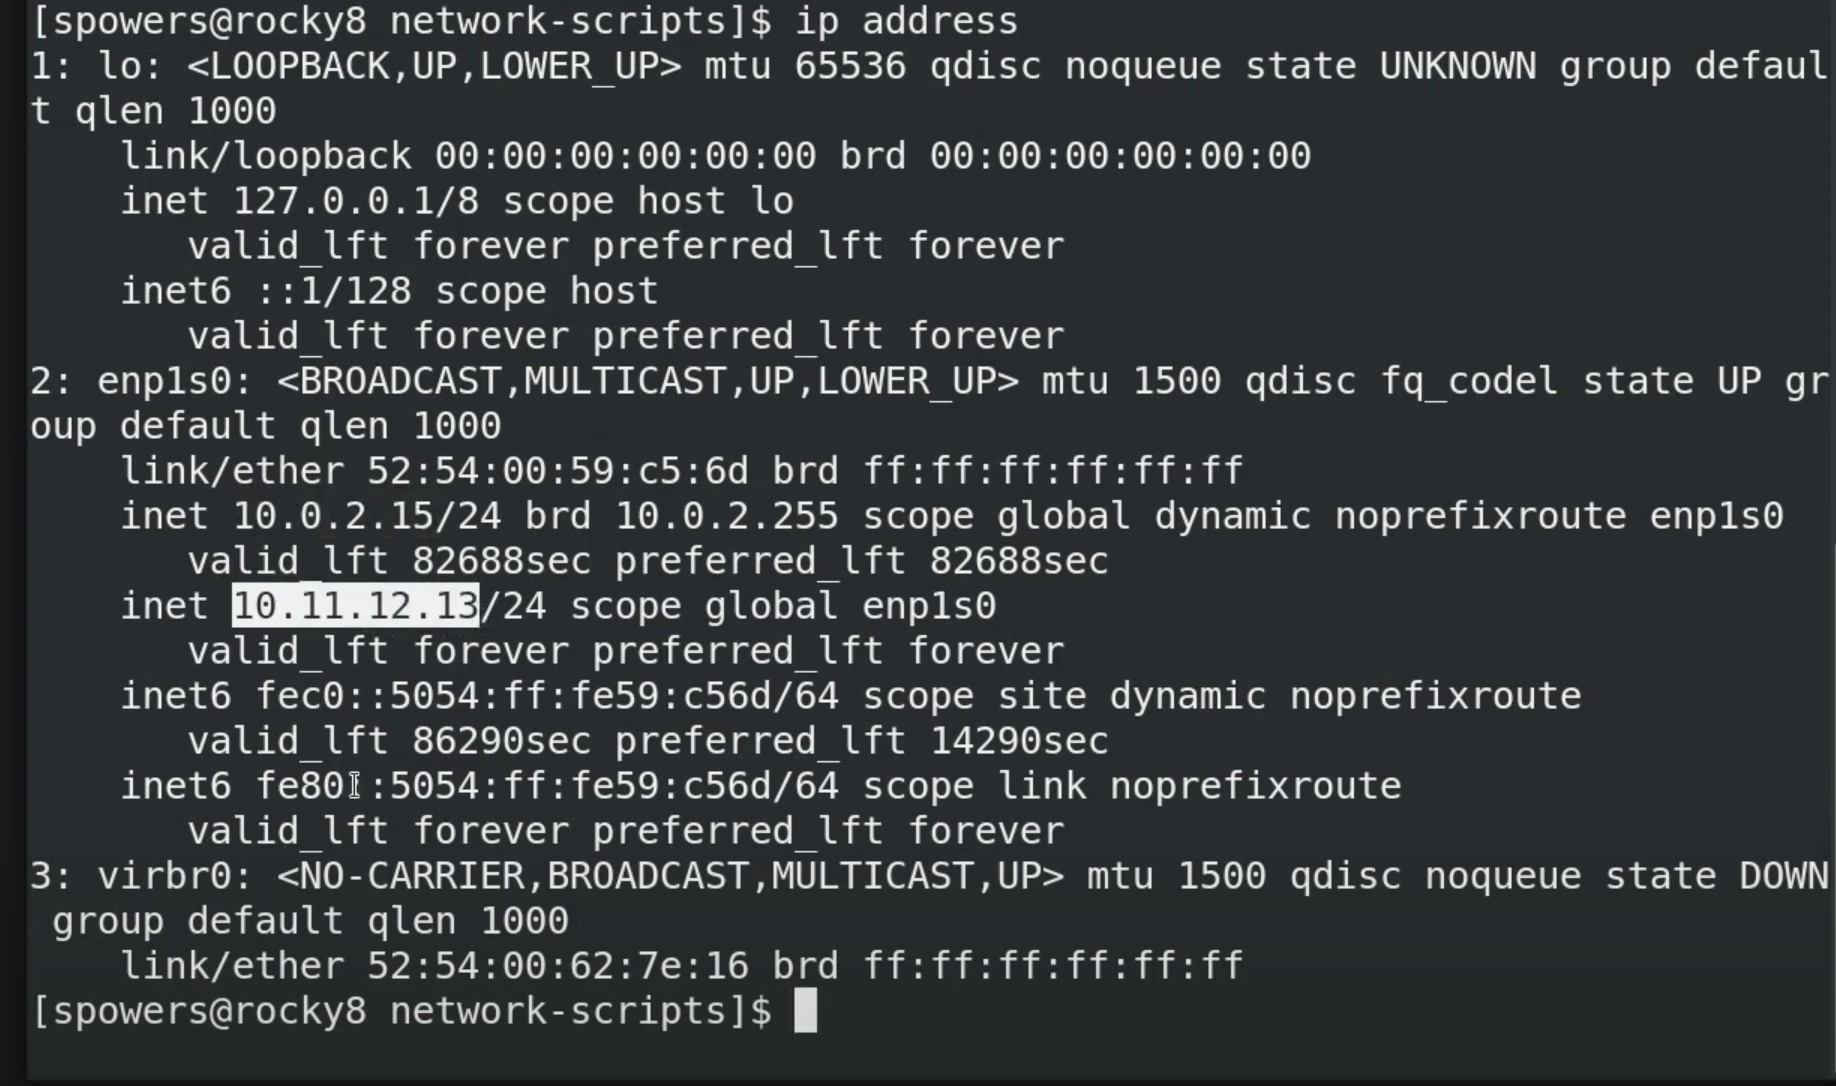 [spowers@rocky8 network-scripts]$ ip address
1: lo: <LOOPBACK,UP,LOWER_UP> mtu 65536 qdisc noqueue state UNKNOWN group defaul
t qlen 1000
    link/loopback 00:00:00:00:00:00 brd 00:00:00:00:00:00
    inet 127.0.0.1/8 scope host lo
       valid_lft forever preferred_lft forever
    inet6 ::1/128 scope host
       valid_lft forever preferred_lft forever
2: enp1s0: <BROADCAST,MULTICAST,UP,LOWER_UP> mtu 1500 qdisc fq_codel state UP gr
oup default qlen 1000
    link/ether 52:54:00:59:c5:6d brd ff:ff:ff:ff:ff:ff
    inet 10.0.2.15/24 brd 10.0.2.255 scope global dynamic noprefixroute enp1s0
       valid_lft 82688sec preferred_lft 82688sec
    inet 10.11.12.13/24 scope global enp1s0
       valid_lft forever preferred_lft forever
    inet6 fec0::5054:ff:fe59:c56d/64 scope site dynamic noprefixroute
       valid_lft 86290sec preferred_lft 14290sec
    inet6 fe80::5054:ff:fe59:c56d/64 scope link noprefixroute
       valid_lft forever preferred_lft forever
3: virbr0: <NO-CARRIER,BROADCAST,MULTICAST,UP> mtu 1500 qdisc noqueue state DOWN
 group default qlen 1000
    link/ether 52:54:00:62:7e:16 brd ff:ff:ff:ff:ff:ff
[spowers@rocky8 network-scripts]$